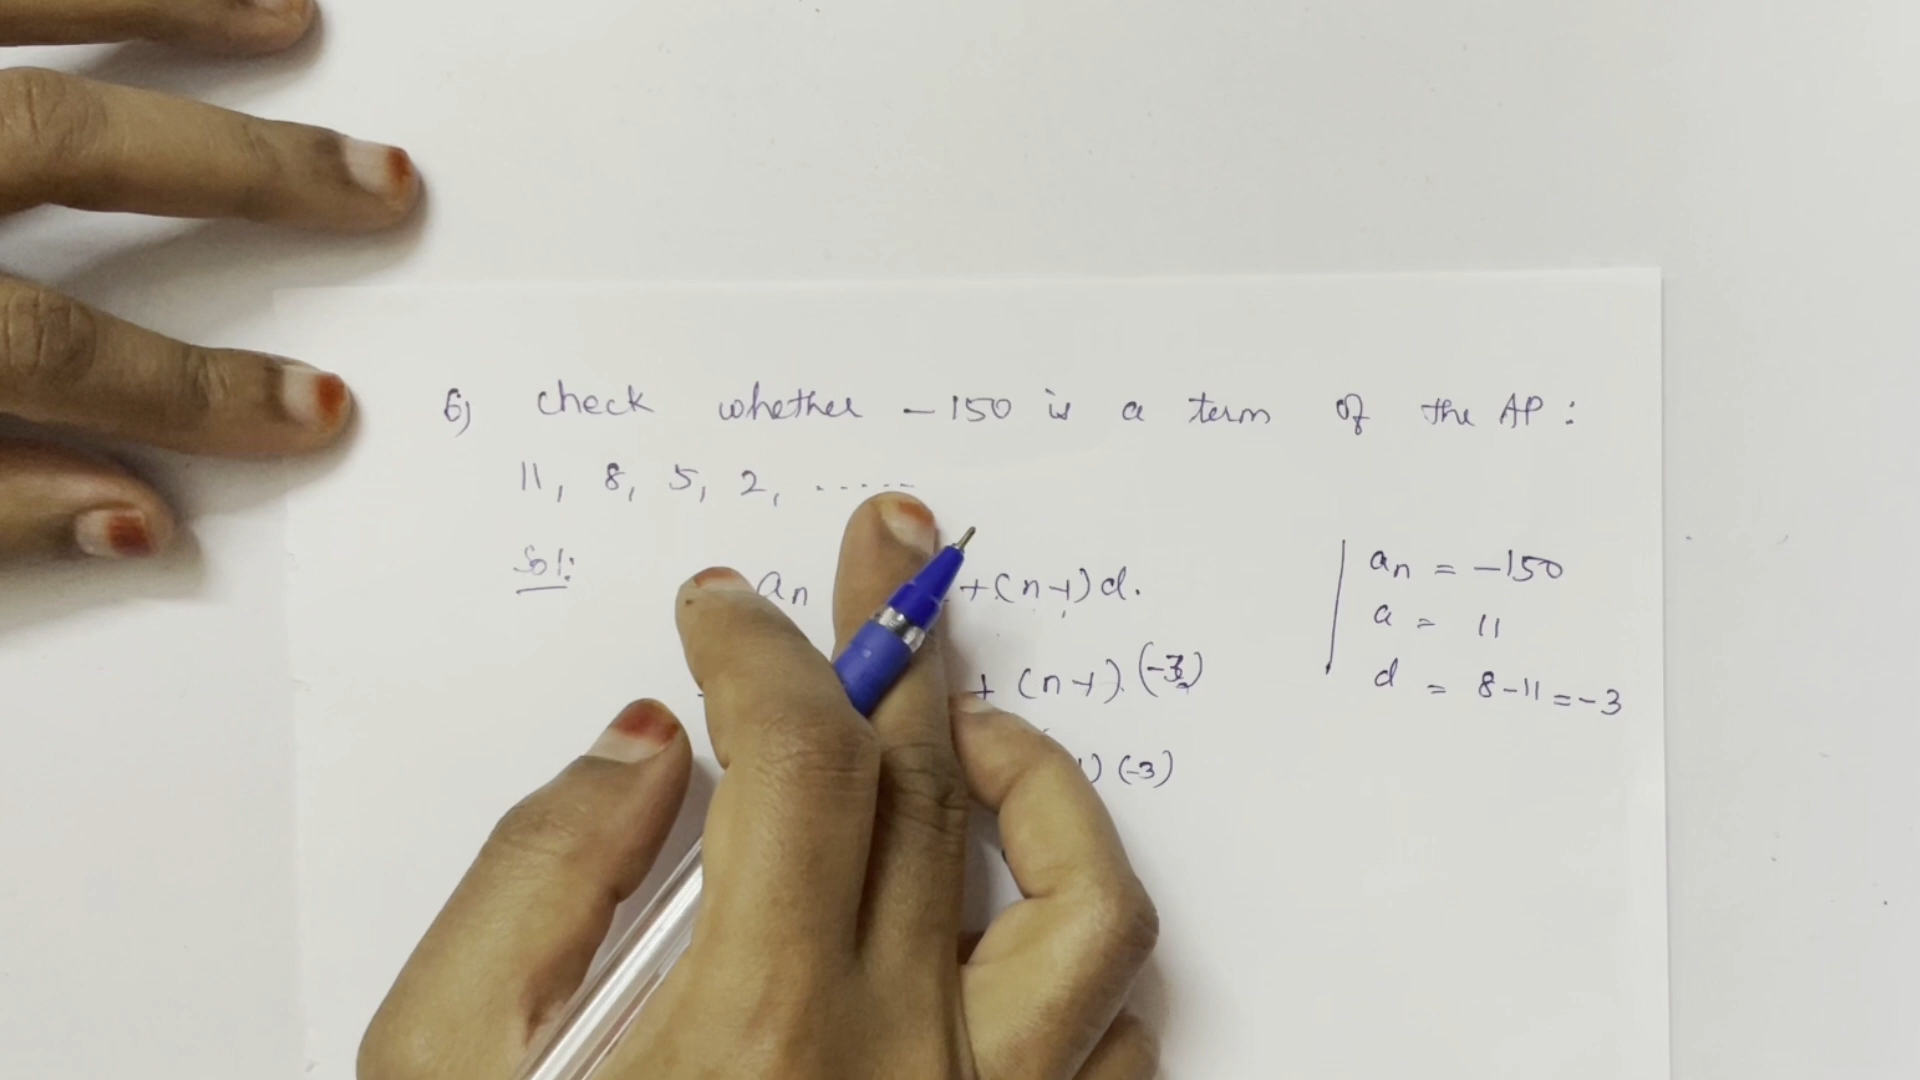 6) check whether -150 is a term of the AP:
11, 8, 5, 2, ......
Sol:
an +(n-1)d.
+ (n-1) (-3)
1) (-3)
an = -150
a = 11
d = 8-11=-3